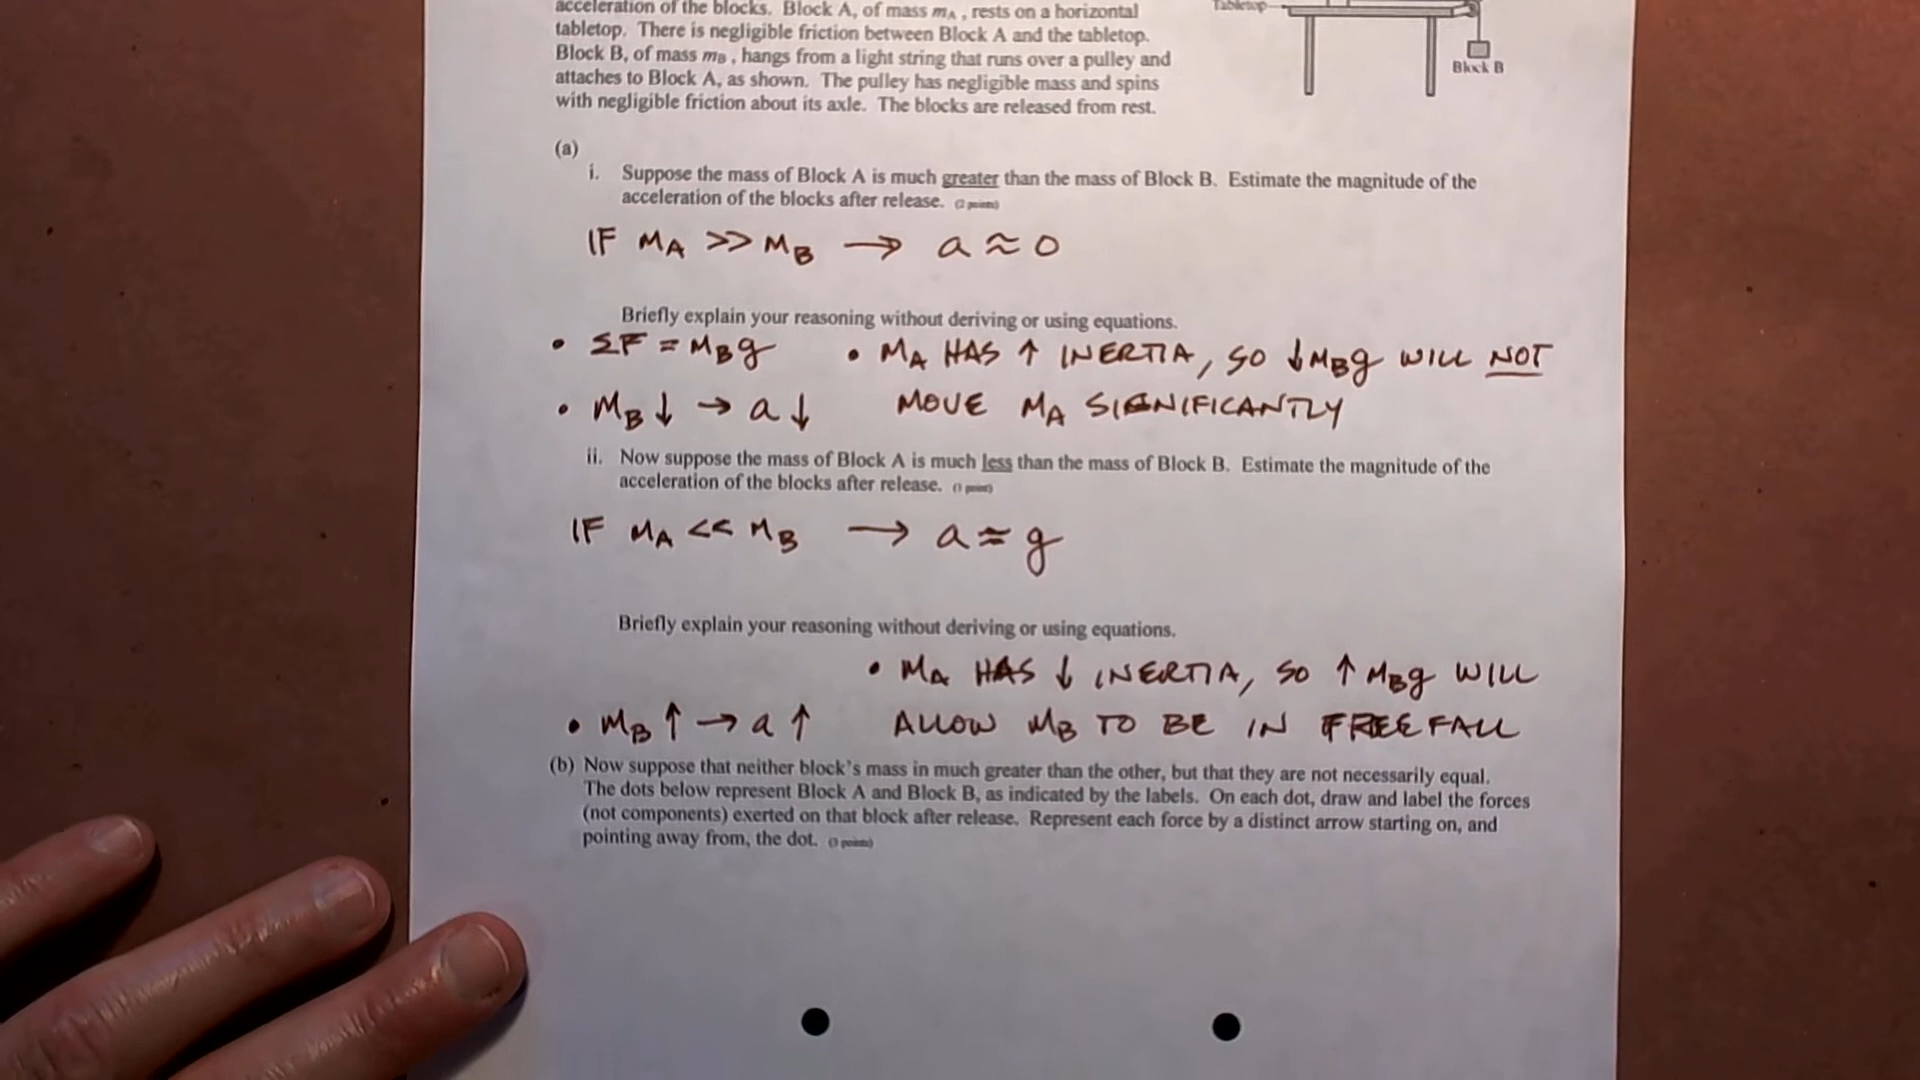 acceleration of the blocks. Block A, of mass mA , rests on a horizontal
tabletop. There is negligible friction between Block A and the tabletop.
Block B, of mass mB , hangs from a light string that runs over a pulley and
attaches to Block A, as shown. The pulley has negligible mass and spins
with negligible friction about its axle. The blocks are released from rest.
Tabletop
Block B
(a)
i. Suppose the mass of Block A is much greater than the mass of Block B. Estimate the magnitude of the
acceleration of the blocks after release. (2 points)
IF MA >> MB → a ≈ 0
Briefly explain your reasoning without deriving or using equations.
• ΣF = MBg
• MB↓ → a↓
• MA HAS ↑ INERTIA, SO ↓MBg WILL NOT
MOVE MA SIGNIFICANTLY
ii. Now suppose the mass of Block A is much less than the mass of Block B. Estimate the magnitude of the
acceleration of the blocks after release. (1 point)
IF MA << MB → a ≈ g
Briefly explain your reasoning without deriving or using equations.
• MA HAS ↓ INERTIA, SO ↑ MBg WILL
ALLOW MB TO BE IN FREEFALL
• MB↑ → a↑
(b) Now suppose that neither block's mass in much greater than the other, but that they are not necessarily equal.
The dots below represent Block A and Block B, as indicated by the labels. On each dot, draw and label the forces
(not components) exerted on that block after release. Represent each force by a distinct arrow starting on, and
pointing away from, the dot. (3 points)